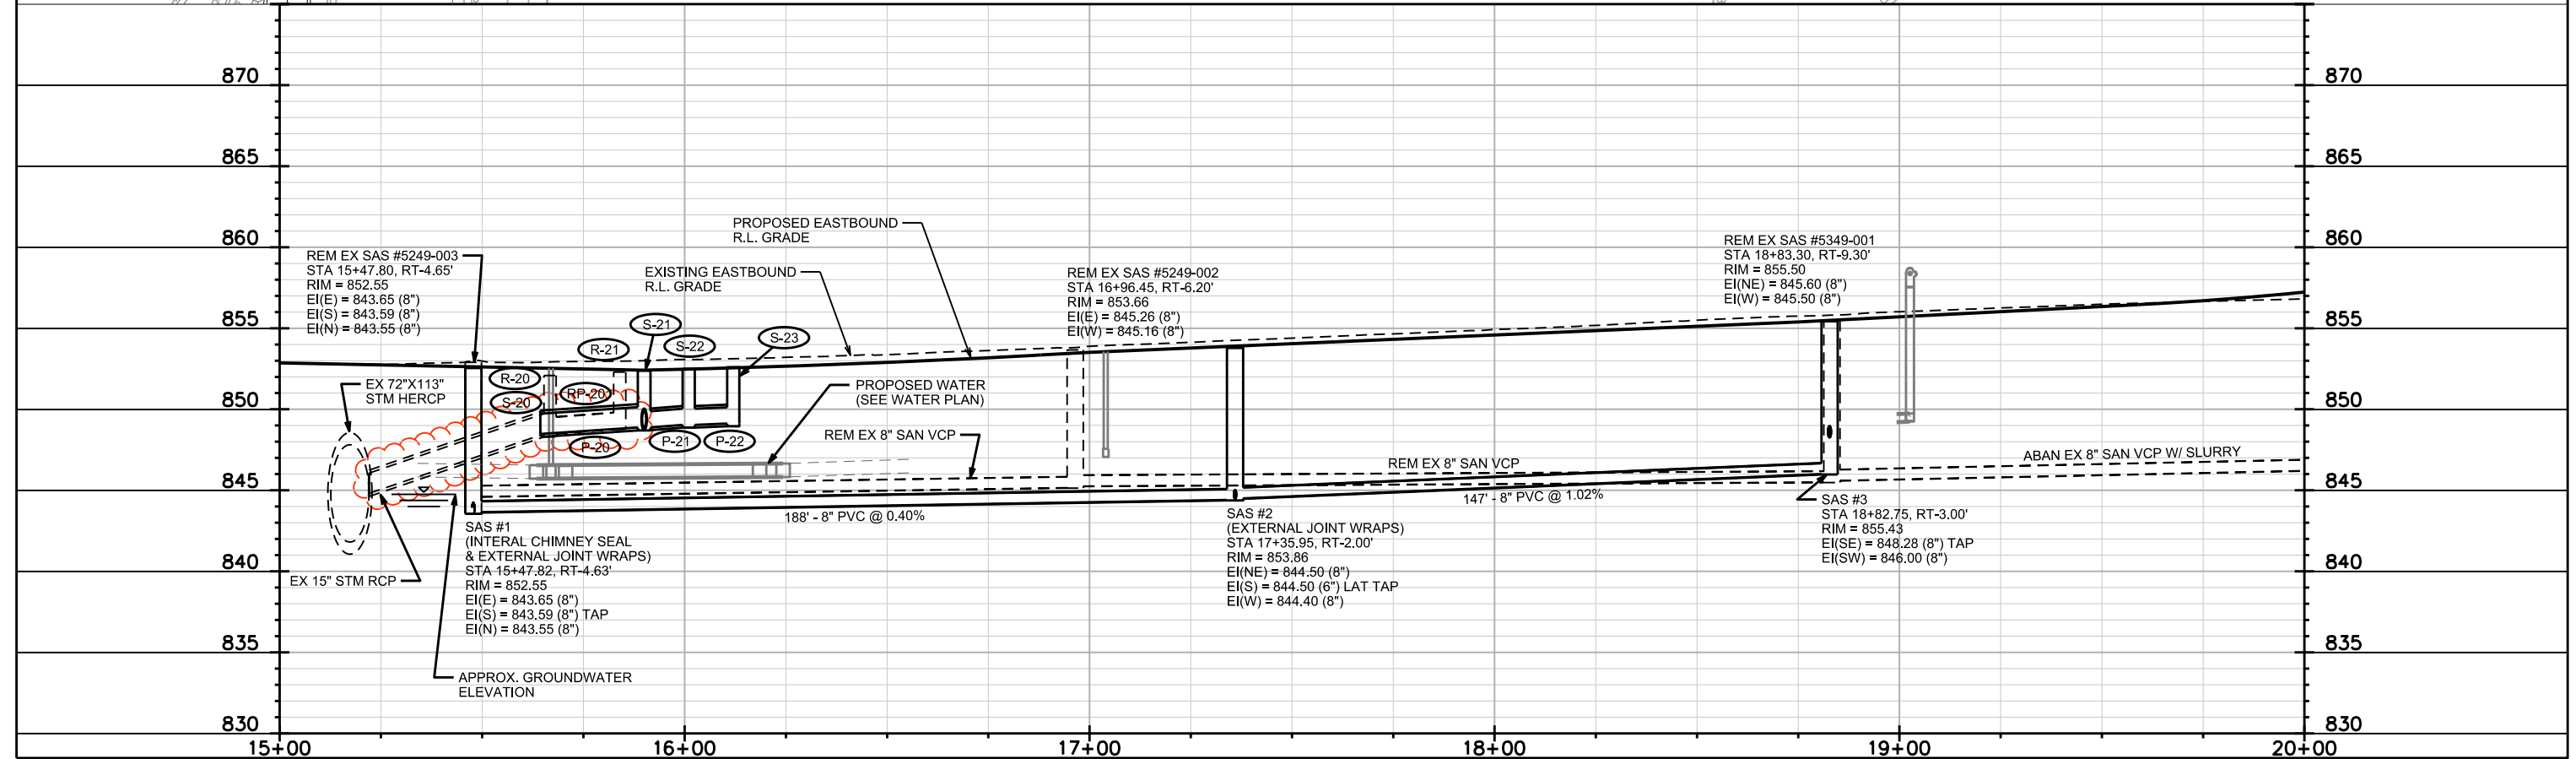 870
870
865
865
860
860
855
855
850
850
845
845
840
840
835
835
830
830
15+00
16+00
17+00
18+00
19+00
20+00
REM EX SAS #5249-003
STA 15+47.80, RT-4.65'
RIM = 852.55
EI(E) = 843.65 (8")
EI(S) = 843.59 (8")
EI(N) = 843.55 (8")
EX 72"X113"
STM HERCP
EX 15" STM RCP
R-20
S-20
R-21
RP-20
P-20
S-21
S-22
S-23
P-21
P-22
EXISTING EASTBOUND
R.L. GRADE
PROPOSED EASTBOUND
R.L. GRADE
PROPOSED WATER
(SEE WATER PLAN)
REM EX 8" SAN VCP
REM EX SAS #5249-002
STA 16+96.45, RT-6.20'
RIM = 853.66
EI(E) = 845.26 (8")
EI(W) = 845.16 (8")
REM EX SAS #5349-001
STA 18+83.30, RT-9.30'
RIM = 855.50
EI(NE) = 845.60 (8")
EI(W) = 845.50 (8")
REM EX 8" SAN VCP
ABAN EX 8" SAN VCP W/ SLURRY
188' - 8" PVC @ 0.40%
147' - 8" PVC @ 1.02%
SAS #1
(INTERAL CHIMNEY SEAL
& EXTERNAL JOINT WRAPS)
STA 15+47.82, RT-4.63'
RIM = 852.55
EI(E) = 843.65 (8")
EI(S) = 843.59 (8") TAP
EI(N) = 843.55 (8")
APPROX. GROUNDWATER
ELEVATION
SAS #2
(EXTERNAL JOINT WRAPS)
STA 17+35.95, RT-2.00'
RIM = 853.86
EI(NE) = 844.50 (8")
EI(S) = 844.50 (6") LAT TAP
EI(W) = 844.40 (8")
SAS #3
STA 18+82.75, RT-3.00'
RIM = 855.43
EI(SE) = 848.28 (8") TAP
EI(SW) = 846.00 (8")